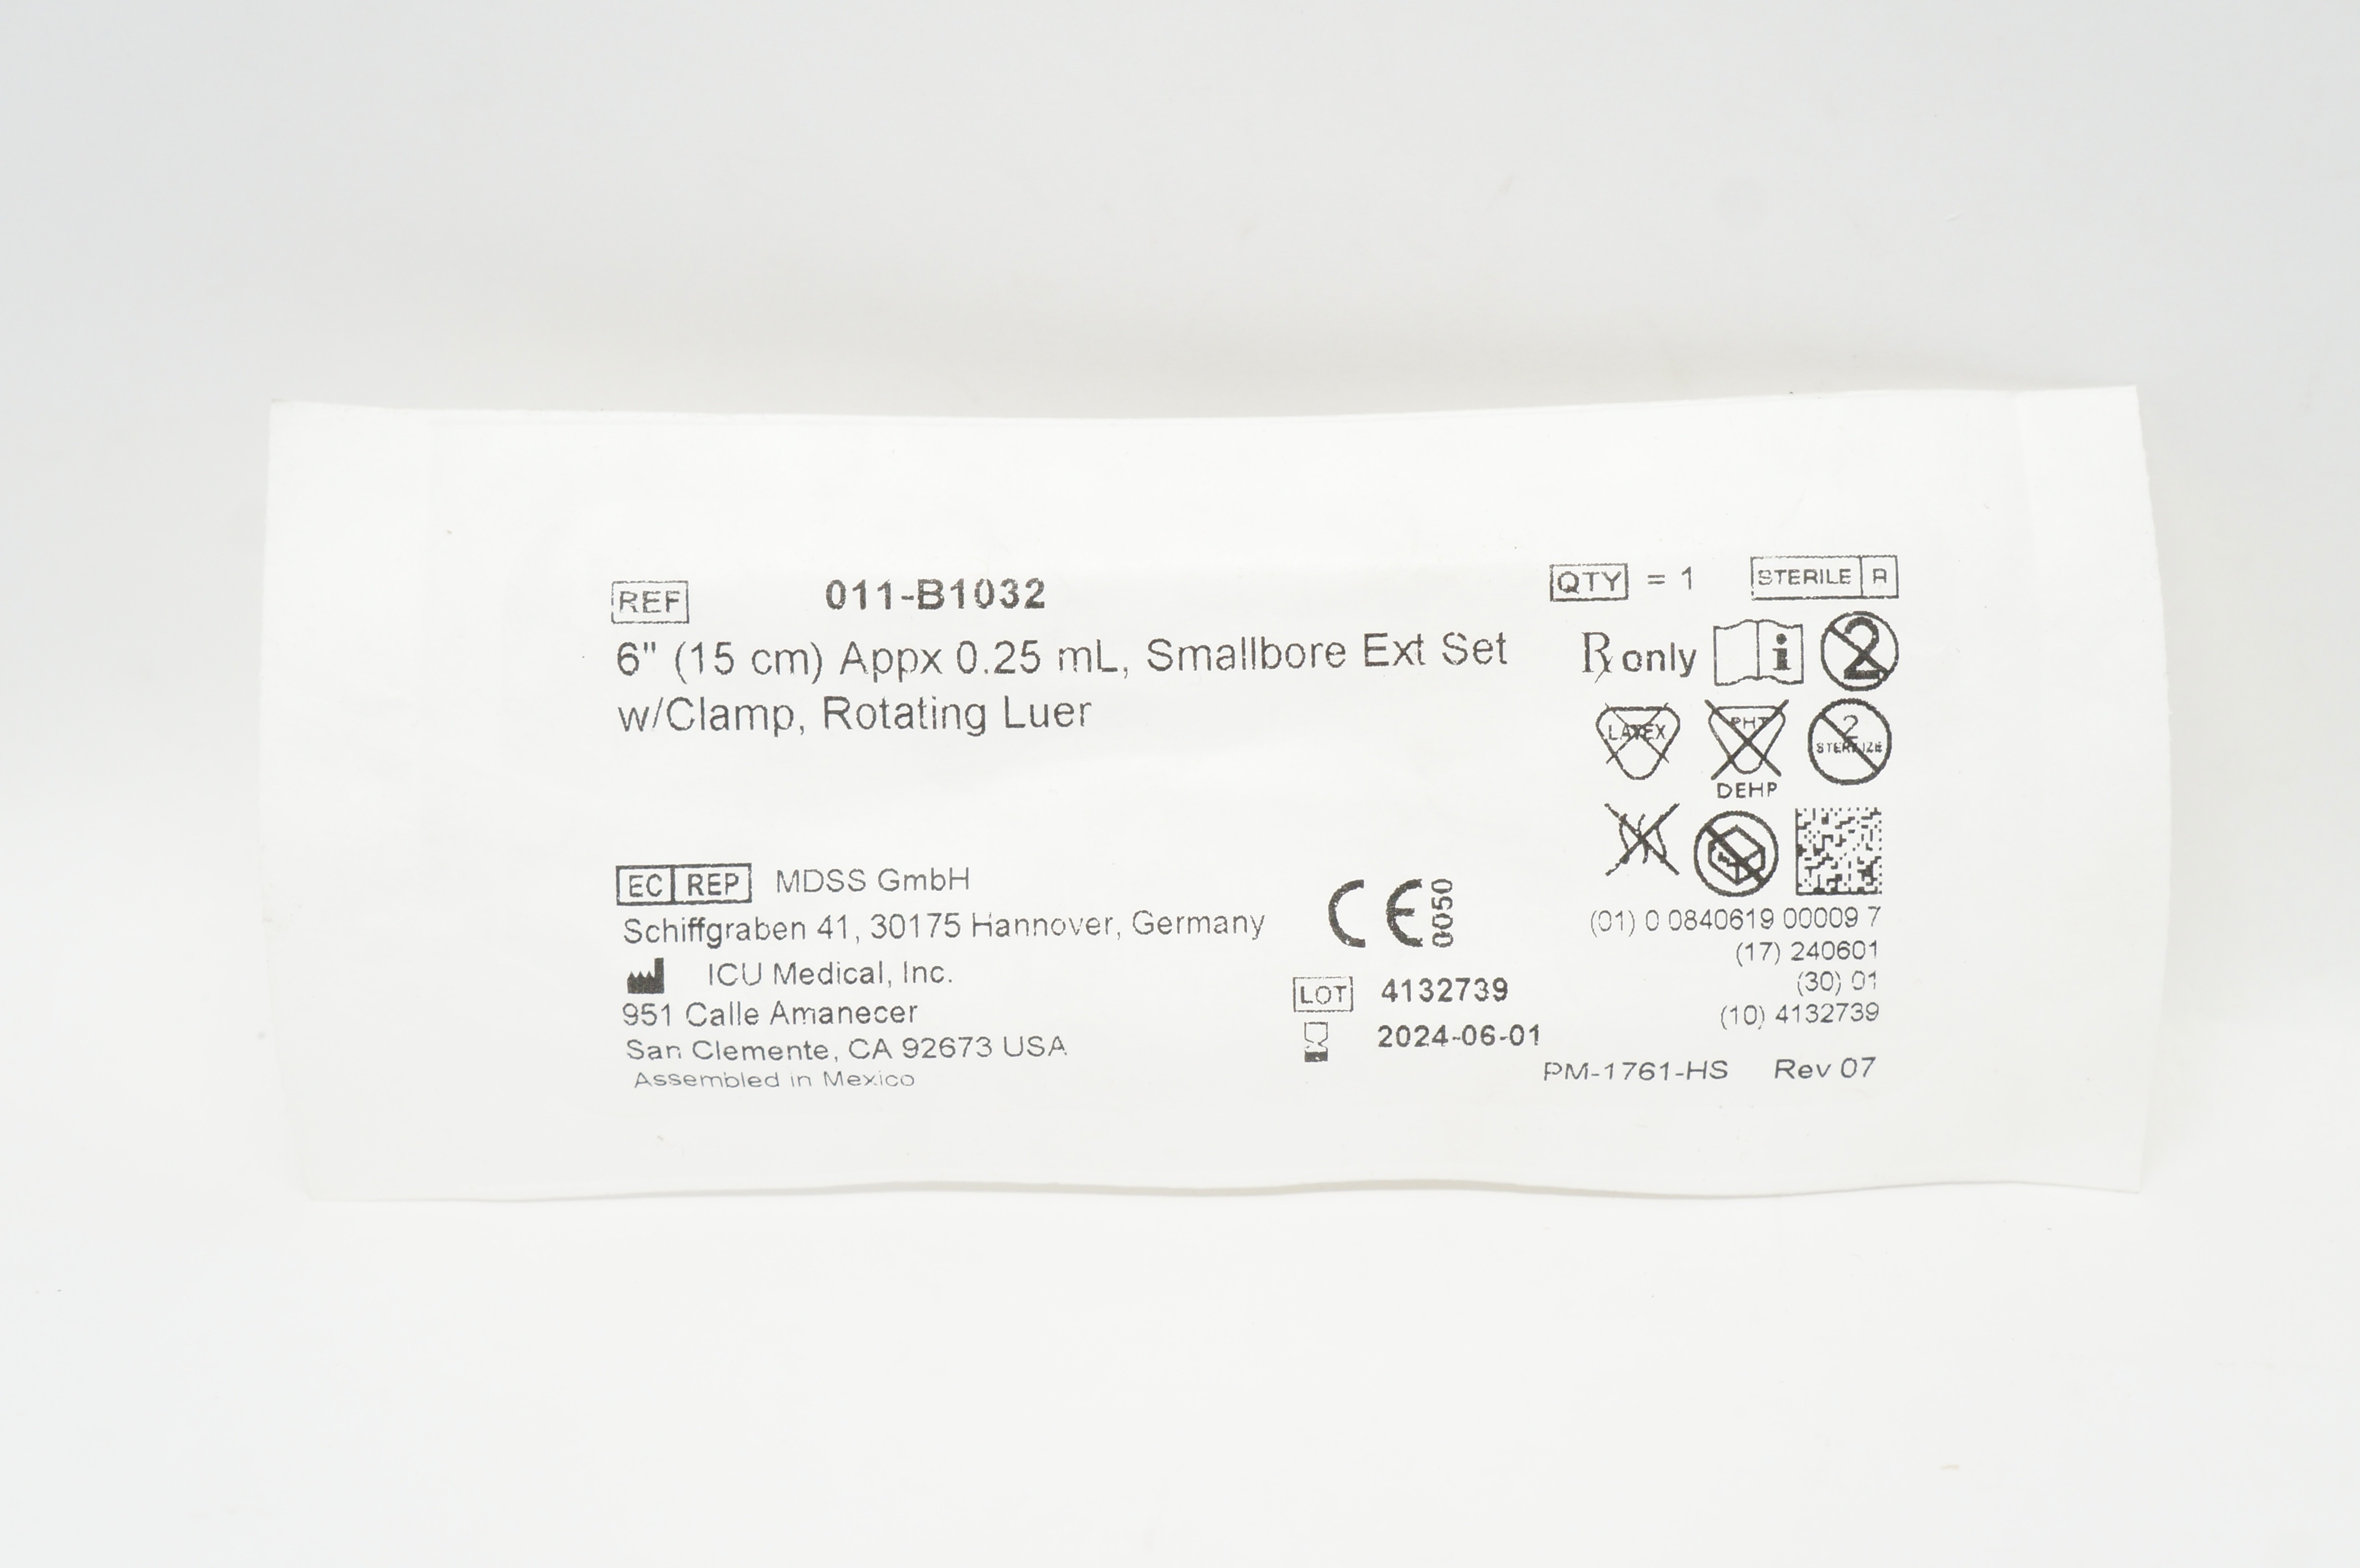 REF 011-B1032
6" (15 cm) Appx 0.25 mL, Smallbore Ext Set
w/Clamp, Rotating Luer
QTY = 1 STERILE R
Rx only
2
LATEX PHT 2 STERILIZE
DEHP
EC REP MDSS GmbH
Schiffgraben 41, 30175 Hannover, Germany
ICU Medical, Inc.
951 Calle Amanecer
San Clemente, CA 92673 USA
Assembled in Mexico
CE 0050
LOT 4132739
2024-06-01
(01) 0 0840619 00009 7
(17) 240601
(30) 01
(10) 4132739
PM-1761-HS Rev 07